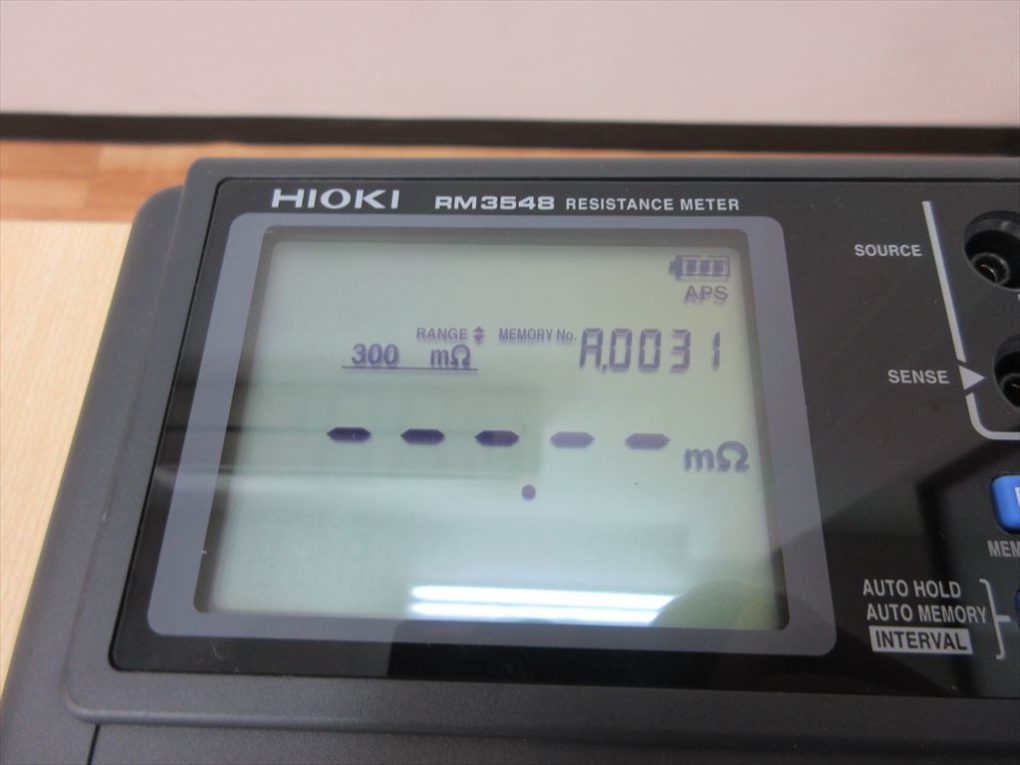 HIOKI RM3548 RESISTANCE METER
APS
RANGE MEMORY No. A.0031
300 mΩ
- - - - - mΩ
.
SOURCE
SENSE
AUTO HOLD
AUTO MEMORY
INTERVAL